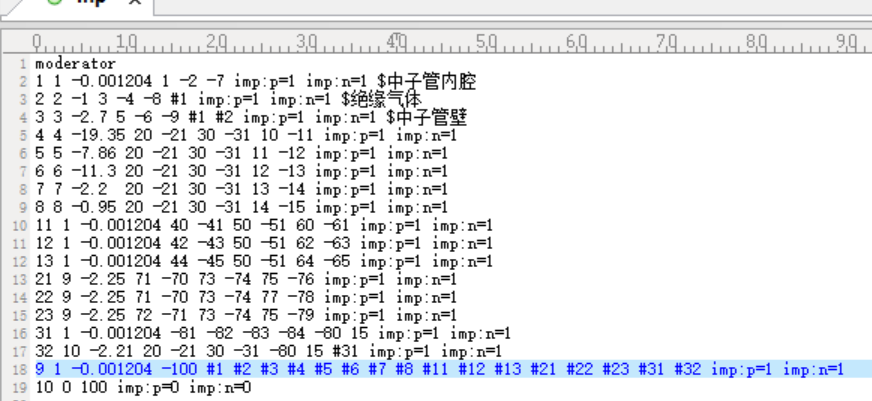 0 10 20 30 40 50 60 70 80 90
1 moderator
2 1 1 -0.001204 1 -2 -7 imp:p=1 imp:n=1 $中子管内腔
3 2 2 -1 3 -4 -8 #1 imp:p=1 imp:n=1 $绝缘气体
4 3 3 -2.7 5 -6 -9 #1 #2 imp:p=1 imp:n=1 $中子管壁
5 4 4 -19.35 20 -21 30 -31 10 -11 imp:p=1 imp:n=1
6 5 5 -7.86 20 -21 30 -31 11 -12 imp:p=1 imp:n=1
7 6 6 -11.3 20 -21 30 -31 12 -13 imp:p=1 imp:n=1
8 7 7 -2.2  20 -21 30 -31 13 -14 imp:p=1 imp:n=1
9 8 8 -0.95 20 -21 30 -31 14 -15 imp:p=1 imp:n=1
10 11 1 -0.001204 40 -41 50 -51 60 -61 imp:p=1 imp:n=1
11 12 1 -0.001204 42 -43 50 -51 62 -63 imp:p=1 imp:n=1
12 13 1 -0.001204 44 -45 50 -51 64 -65 imp:p=1 imp:n=1
13 21 9 -2.25 71 -70 73 -74 75 -76 imp:p=1 imp:n=1
14 22 9 -2.25 71 -70 73 -74 77 -78 imp:p=1 imp:n=1
15 23 9 -2.25 72 -71 73 -74 75 -79 imp:p=1 imp:n=1
16 31 1 -0.001204 -81 -82 -83 -84 -80 15 imp:p=1 imp:n=1
17 32 10 -2.21 20 -21 30 -31 -80 15 #31 imp:p=1 imp:n=1
18 9 1 -0.001204 -100 #1 #2 #3 #4 #5 #6 #7 #8 #11 #12 #13 #21 #22 #23 #31 #32 imp:p=1 imp:n=1
19 10 0 100 imp:p=0 imp:n=0